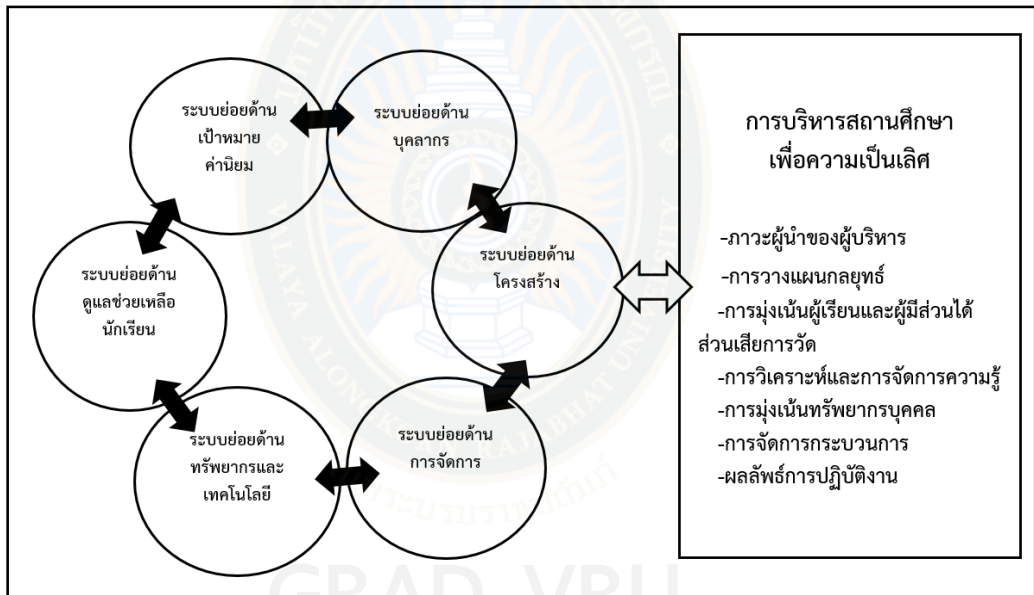 ระบบย่อยด้าน
เป้าหมาย
ค่านิยม
ระบบย่อยด้าน
บุคลากร
ระบบย่อยด้าน
โครงสร้าง
ระบบย่อยด้าน
การจัดการ
ระบบย่อยด้าน
ทรัพยากรและ
เทคโนโลยี
ระบบย่อยด้าน
ดูแลช่วยเหลือ
นักเรียน
การบริหารสถานศึกษา
เพื่อความเป็นเลิศ
-ภาวะผู้นำของผู้บริหาร
-การวางแผนกลยุทธ์
-การมุ่งเน้นผู้เรียนและผู้มีส่วนได้
ส่วนเสียการวัด
-การวิเคราะห์และการจัดการความรู้
-การมุ่งเน้นทรัพยากรบุคคล
-การจัดการกระบวนการ
-ผลลัพธ์การปฏิบัติงาน
GRAD VRU